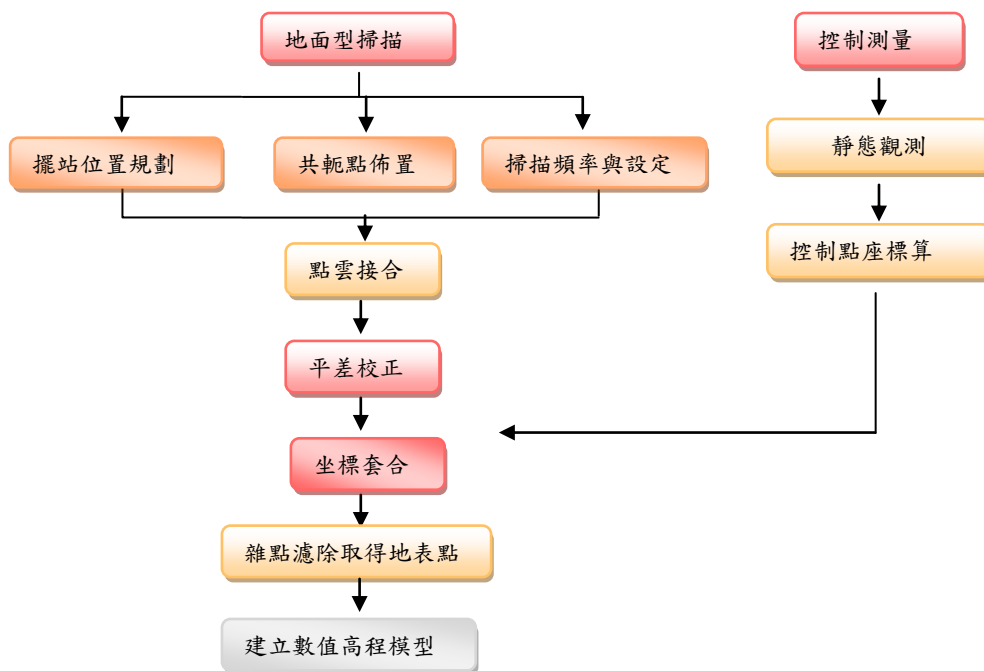 地面型掃描
控制測量
擺站位置規劃
共軛點佈置
掃描頻率與設定
靜態觀測
點雲接合
控制點座標算
平差校正
坐標套合
雜點濾除取得地表點
建立數值高程模型